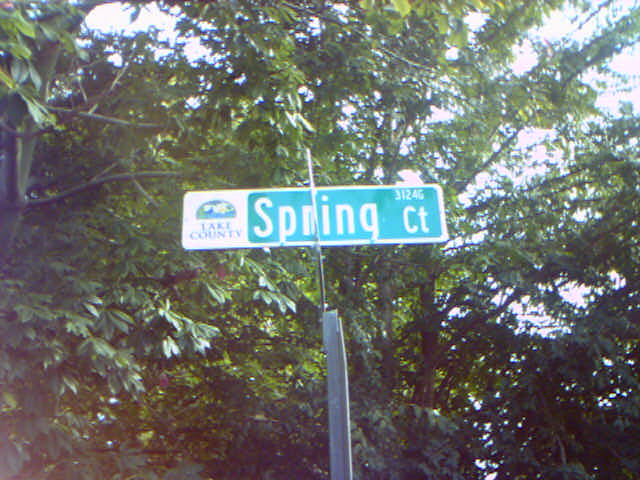 LAKE
COUNTY
Spring Ct
3124G